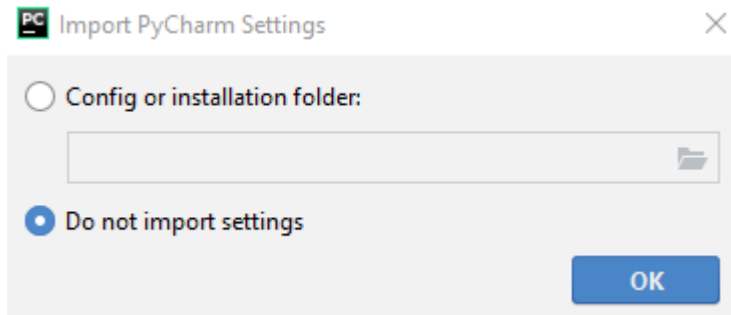 PC Import PyCharm Settings
Config or installation folder:
Do not import settings
OK